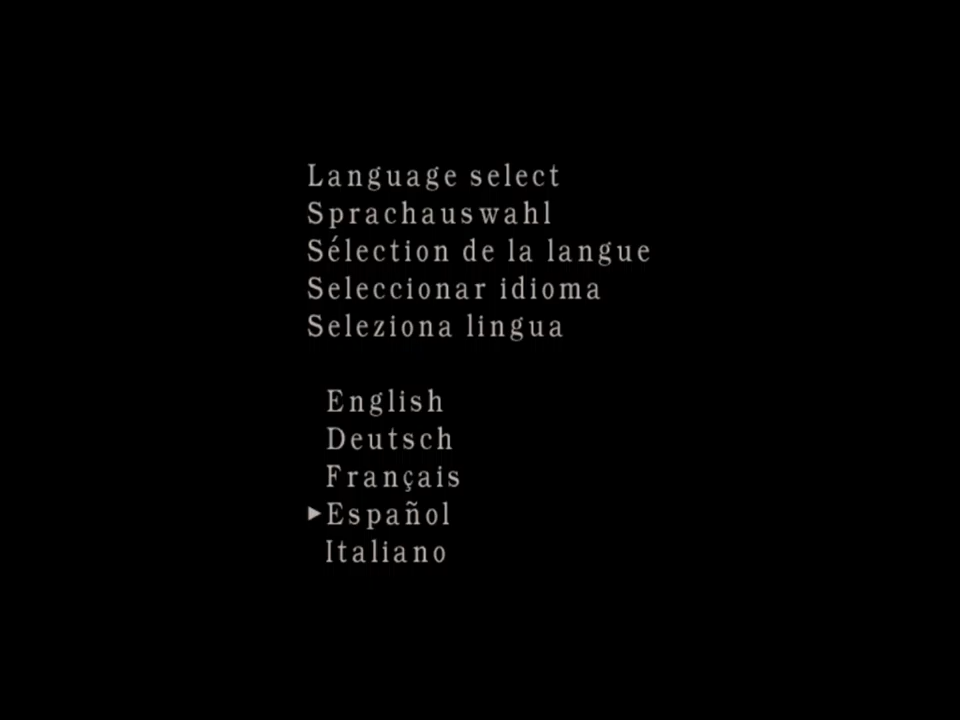 Language select
Sprachauswahl
Sélection de la langue
Seleccionar idioma
Seleziona lingua
English
Deutsch
Français
►Español
Italiano